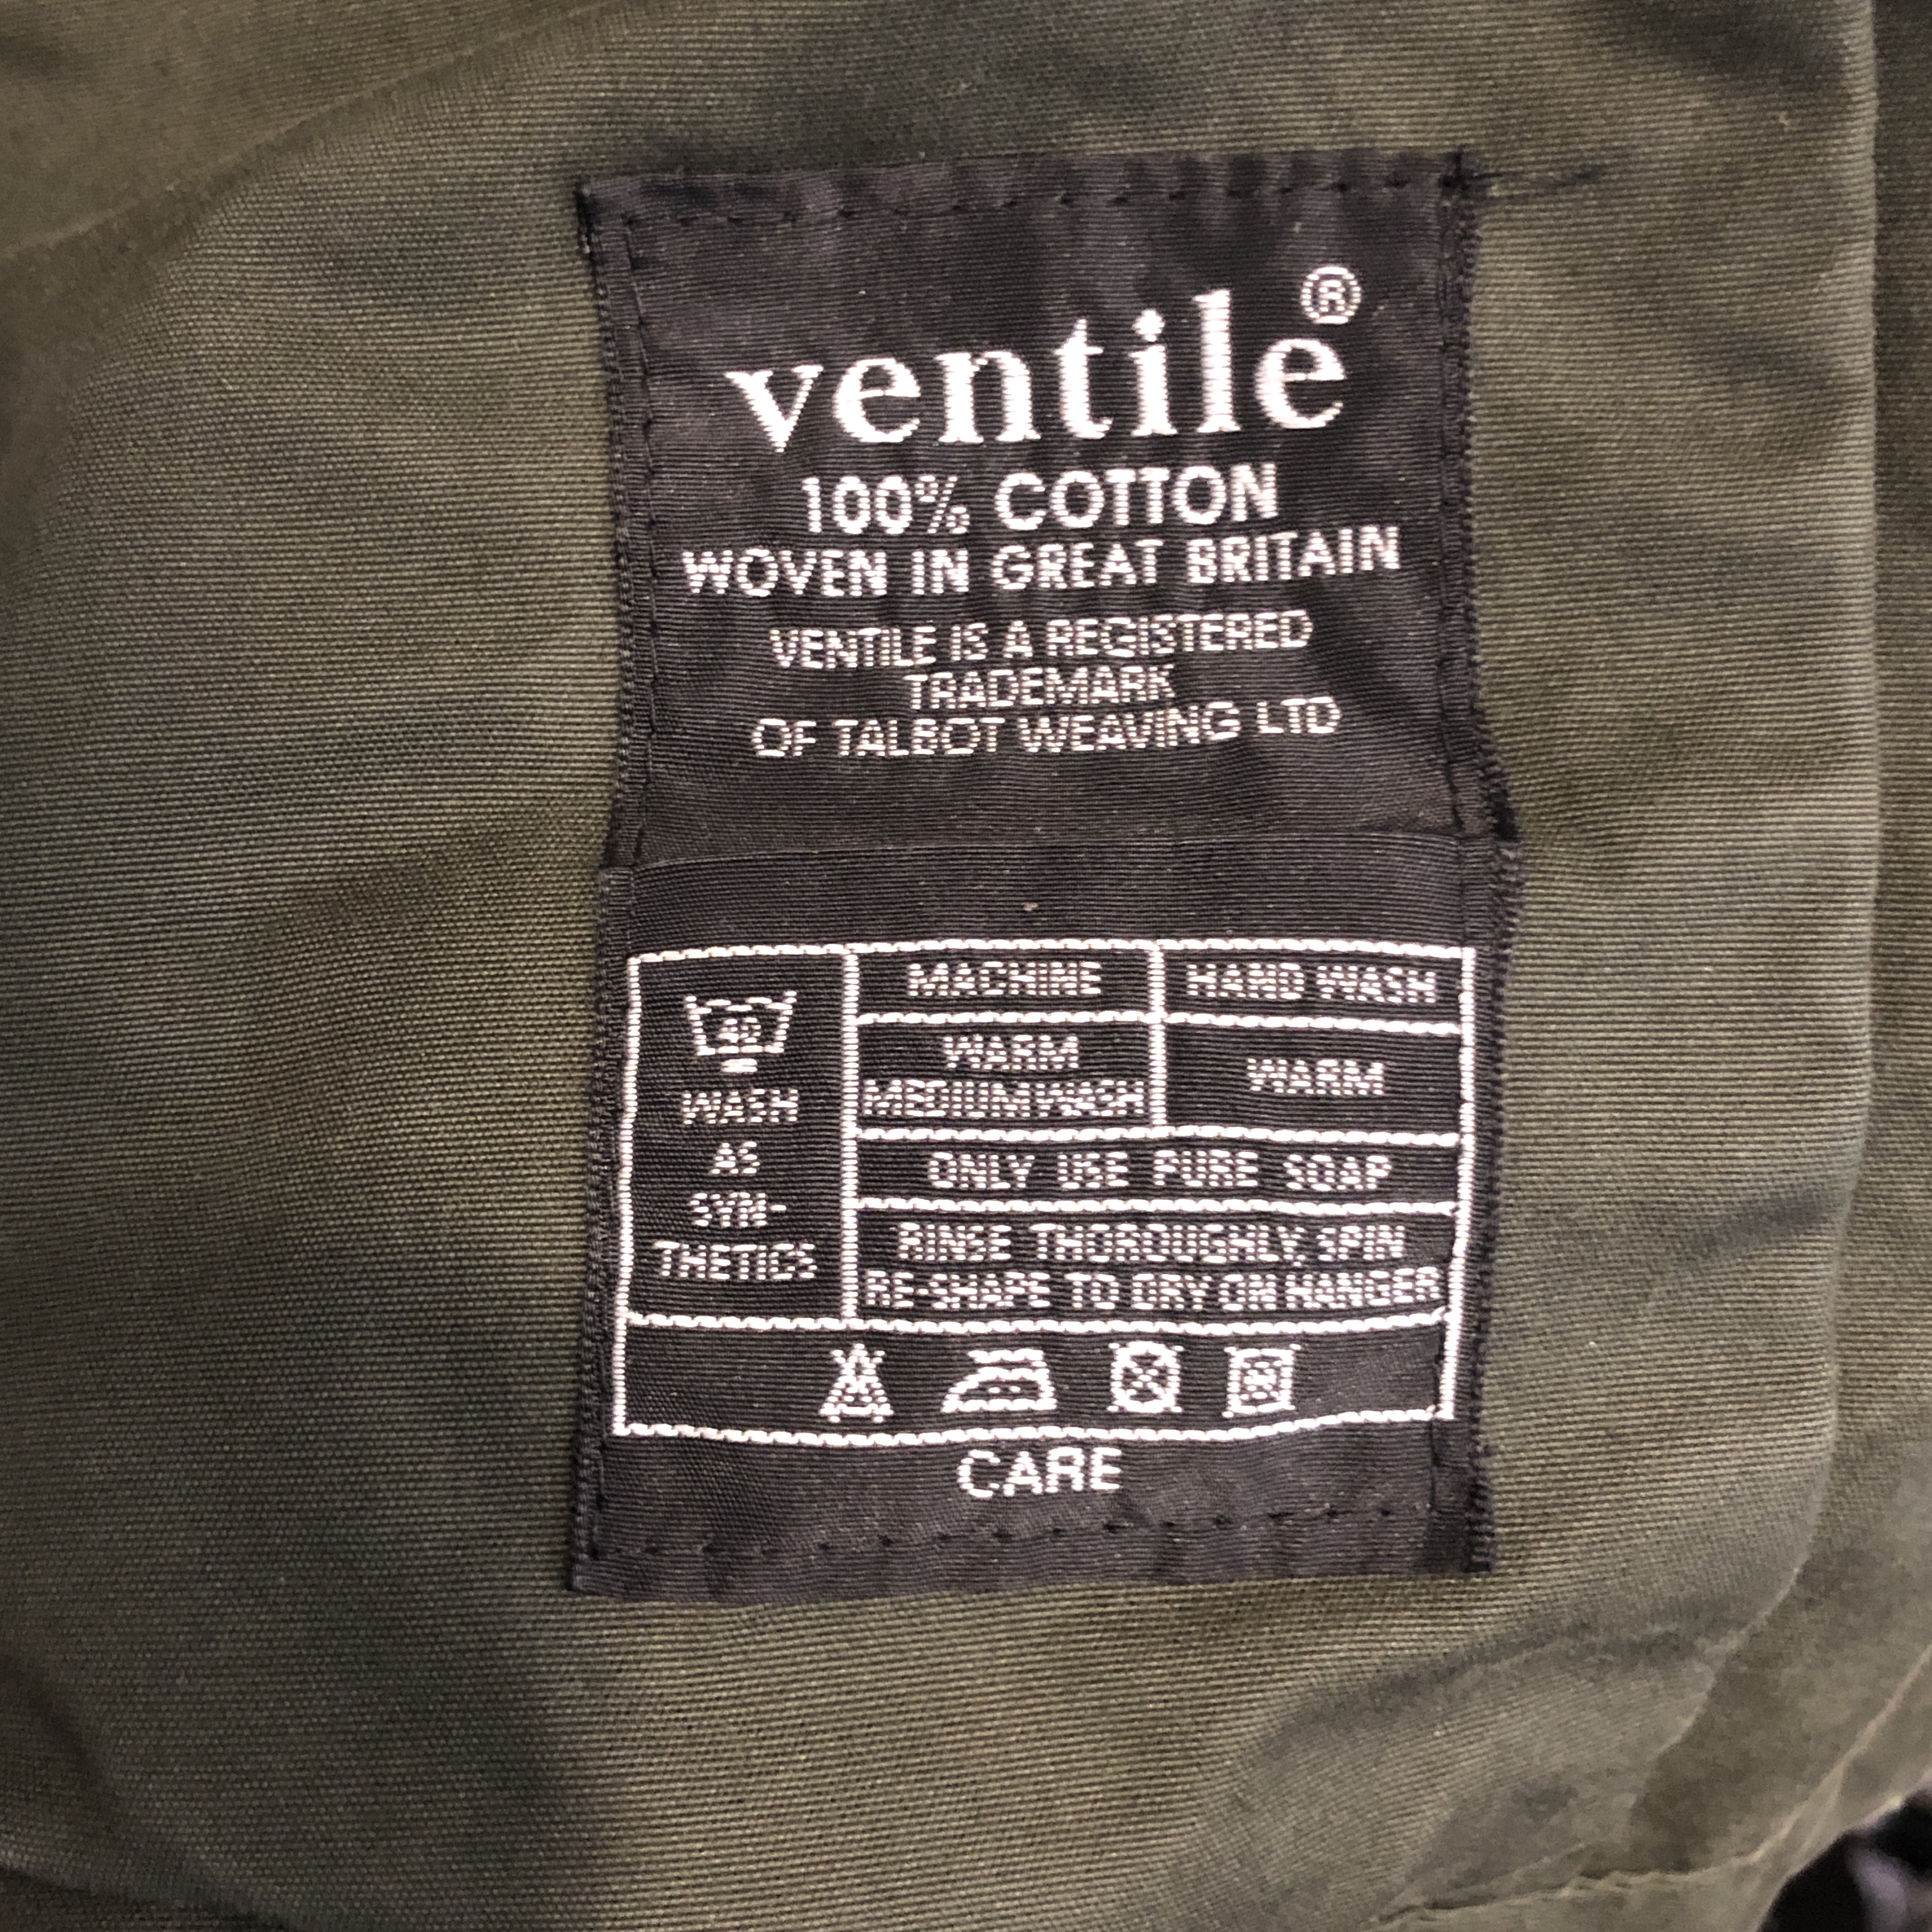 ventile®
100% COTTON
WOVEN IN GREAT BRITAIN
VENTILE IS A REGISTERED
TRADEMARK
OF TALBOT WEAVING LTD
40
WASH
AS
SYN-
THETICS
MACHINE
HAND WASH
WARM
MEDIUM WASH
WARM
ONLY USE PURE SOAP
RINSE THOROUGHLY, SPIN
RE-SHAPE TO DRY ON HANGER
CARE